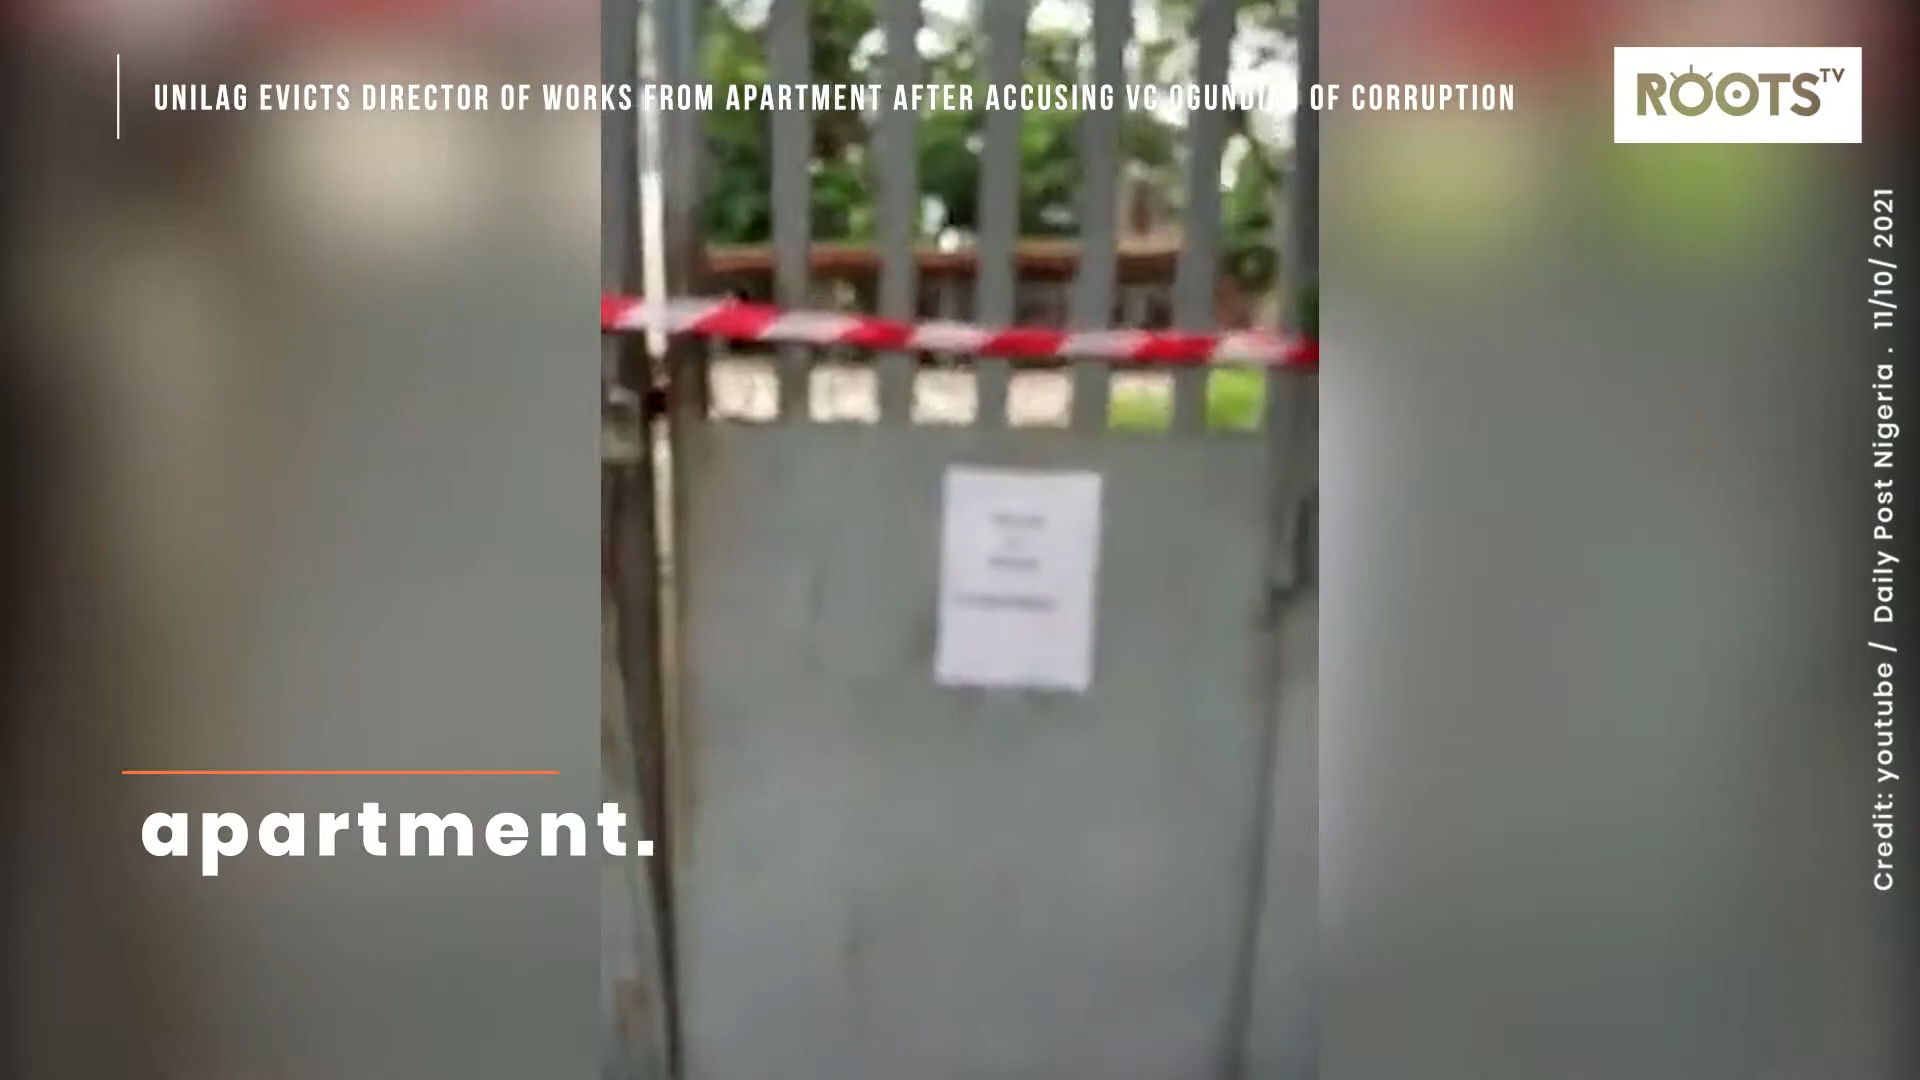 UNILAG EVICTS DIRECTOR OF WORKS FROM APARTMENT AFTER ACCUSING VC OGUNDIPE OF CORRUPTION
ROOTS TV
Credit: youtube / Daily Post Nigeria . 11/10/ 2021
apartment.